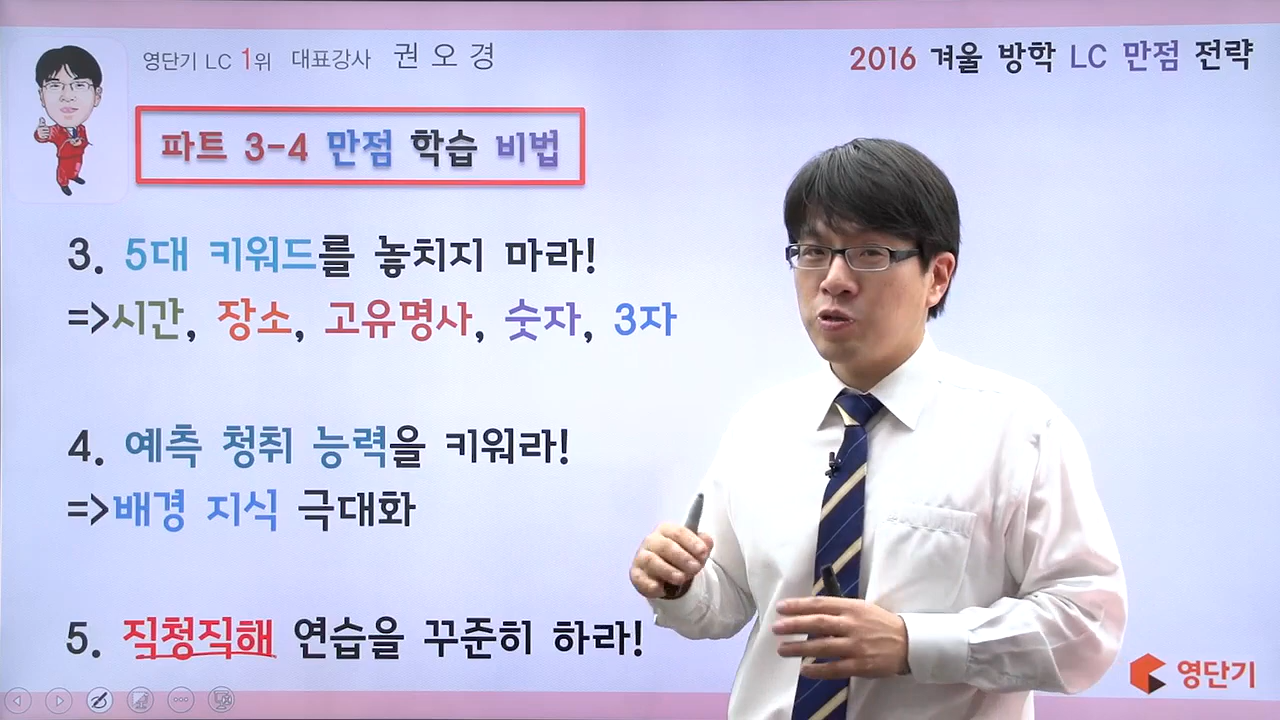 영단기 LC 1위 대표강사 권 오 경
2016 겨울 방학 LC 만점 전략
파트 3-4 만점 학습 비법
3. 5대 키워드를 놓치지 마라!
=>시간, 장소, 고유명사, 숫자, 3자
4. 예측 청취 능력을 키워라!
=>배경 지식 극대화
5. 직청직해 연습을 꾸준히 하라!
영단기